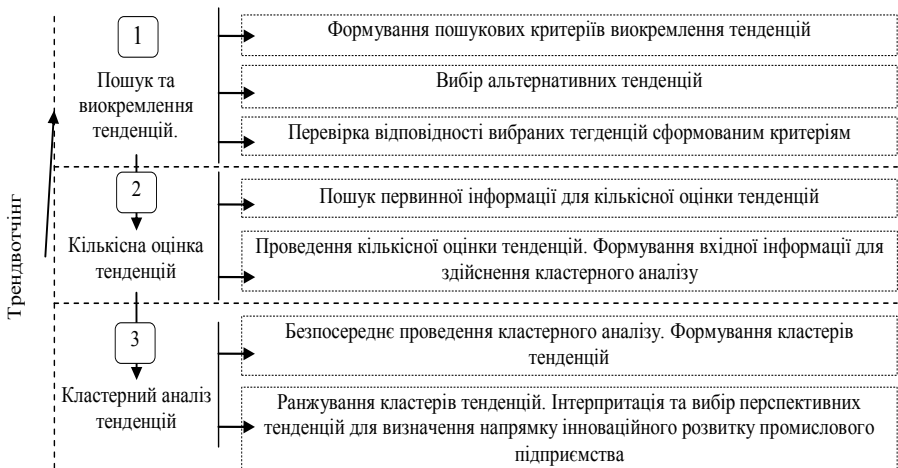 Трендвотчінг
1
Пошук та
виокремлення
тенденцій.
Формування пошукових критеріїв виокремлення тенденцій
Вибір альтернативних тенденцій
Перевірка відповідності вибраних тегденцій сформованим критеріям
2
Кількісна оцінка
тенденцій
Пошук первинної інформації для кількісної оцінки тенденцій
Проведення кількісної оцінки тенденцій. Формування вхідної інформації для
здійснення кластерного аналізу
3
Кластерний аналіз
тенденцій
Безпосереднє проведення кластерного аналізу. Формування кластерів
тенденцій
Ранжування кластерів тенденцій. Інтерпритація та вибір перспективних
тенденцій для визначення напрямку інноваційного розвитку промислового
підприємства